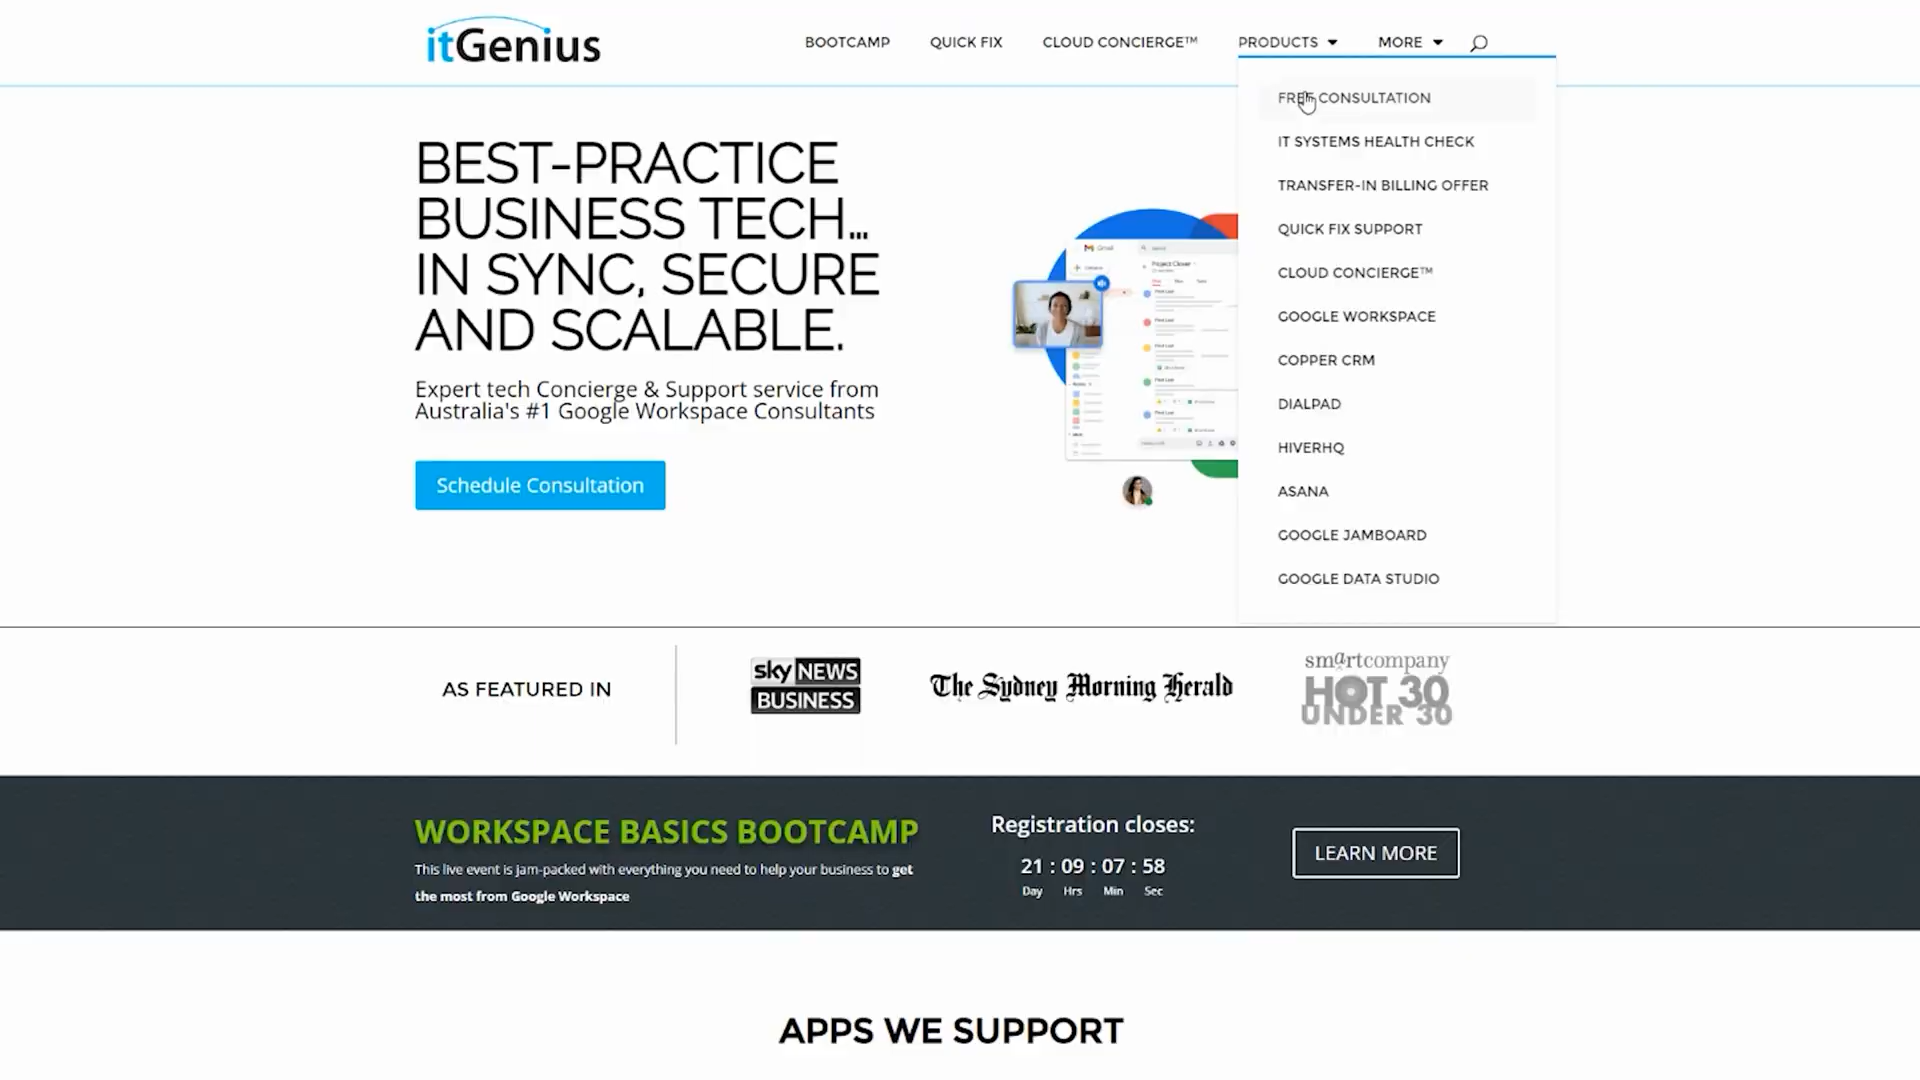 itGenius
BOOTCAMP
QUICK FIX
CLOUD CONCIERGE™
PRODUCTS
MORE
FREE CONSULTATION
IT SYSTEMS HEALTH CHECK
TRANSFER-IN BILLING OFFER
QUICK FIX SUPPORT
CLOUD CONCIERGE™
GOOGLE WORKSPACE
COPPER CRM
DIALPAD
HIVERHQ
ASANA
GOOGLE JAMBOARD
GOOGLE DATA STUDIO
BEST-PRACTICE
BUSINESS TECH...
IN SYNC, SECURE
AND SCALABLE.
Expert tech Concierge & Support service from
Australia's #1 Google Workspace Consultants
Schedule Consultation
Gmail
Project Clover
AS FEATURED IN
sky NEWS
BUSINESS
The Sydney Morning Herald
smartcompany
HOT 30
UNDER 30
WORKSPACE BASICS BOOTCAMP
This live event is jam-packed with everything you need to help your business to get
the most from Google Workspace
Registration closes:
21 : 09 : 07 : 58
Day Hrs Min Sec
LEARN MORE
APPS WE SUPPORT